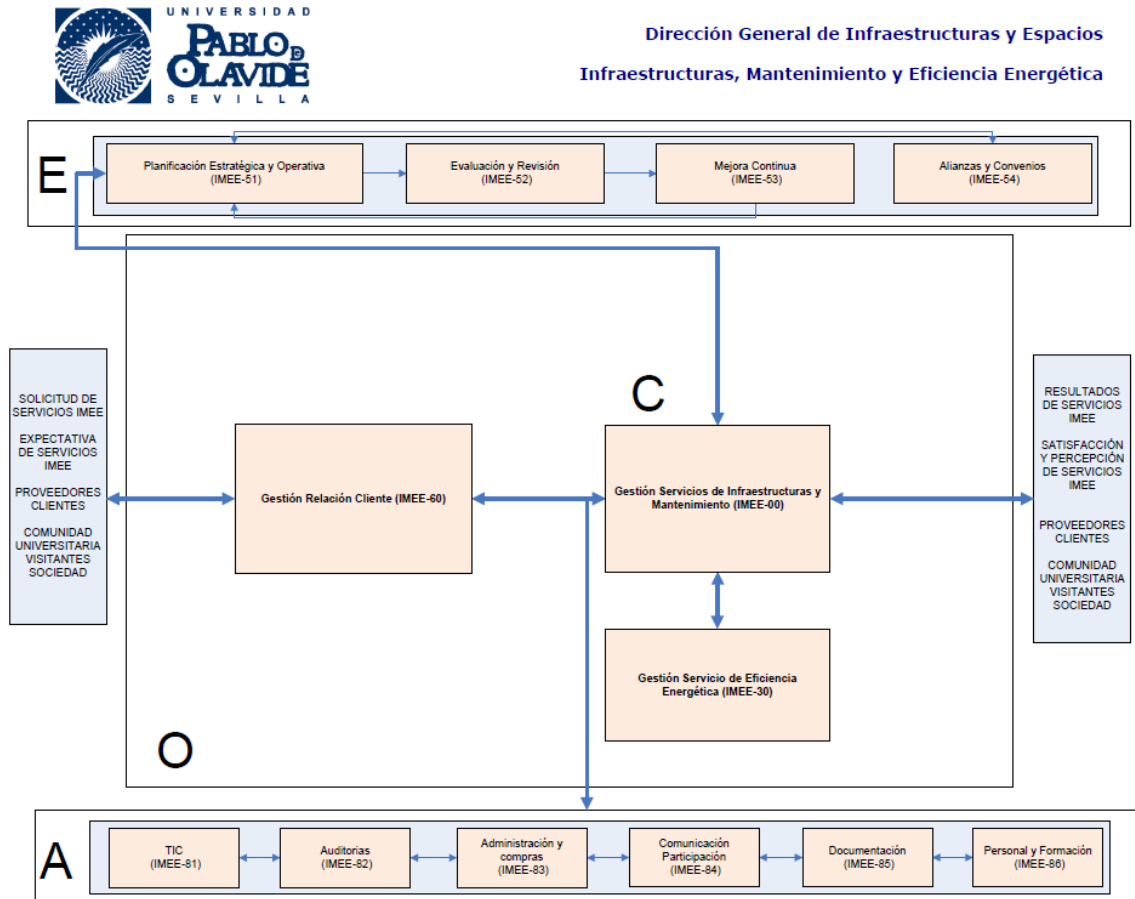 UNIVERSIDAD
PABLO DE
OLAVIDE
SEVILLA
Dirección General de Infraestructuras y Espacios
Infraestructuras, Mantenimiento y Eficiencia Energética
E
Planificación Estratégica y Operativa
(IMEE-51)
Evaluación y Revisión
(IMEE-52)
Mejora Continua
(IMEE-53)
Alianzas y Convenios
(IMEE-54)
SOLICITUD DE
SERVICIOS IMEE
EXPECTATIVA
DE SERVICIOS
IMEE
PROVEEDORES
CLIENTES
COMUNIDAD
UNIVERSITARIA
VISITANTES
SOCIEDAD
Gestión Relación Cliente (IMEE-60)
C
Gestión Servicios de Infraestructuras y
Mantenimiento (IMEE-00)
Gestión Servicio de Eficiencia
Energética (IMEE-30)
O
RESULTADOS
DE SERVICIOS
IMEE
SATISFACCIÓN
Y PERCEPCIÓN
DE SERVICIOS
IMEE
PROVEEDORES
CLIENTES
COMUNIDAD
UNIVERSITARIA
VISITANTES
SOCIEDAD
A
TIC
(IMEE-81)
Auditorias
(IMEE-82)
Administración y
compras
(IMEE-83)
Comunicación
Participación
(IMEE-84)
Documentación
(IMEE-85)
Personal y Formación
(IMEE-86)